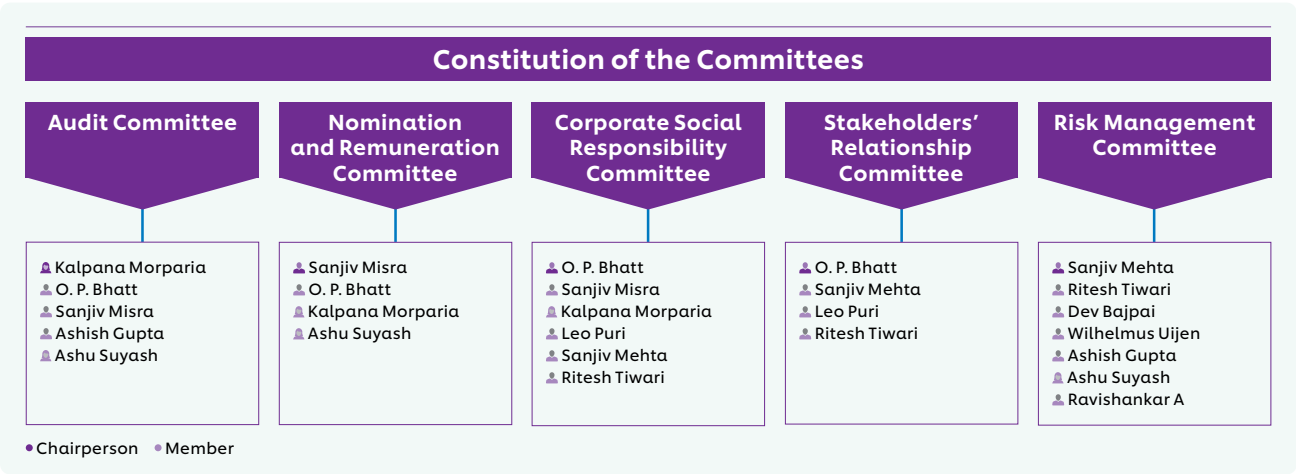 Constitution of the Committees
Audit Committee
Kalpana Morparia
O. P. Bhatt
Sanjiv Misra
Ashish Gupta
Ashu Suyash
Nomination
and Remuneration
Committee
Sanjiv Misra
O. P. Bhatt
Kalpana Morparia
Ashu Suyash
Corporate Social
Responsibility
Committee
O. P. Bhatt
Sanjiv Misra
Kalpana Morparia
Leo Puri
Sanjiv Mehta
Ritesh Tiwari
Stakeholders’
Relationship
Committee
O. P. Bhatt
Sanjiv Mehta
Leo Puri
Ritesh Tiwari
Risk Management
Committee
Sanjiv Mehta
Ritesh Tiwari
Dev Bajpai
Wilhelmus Uijen
Ashish Gupta
Ashu Suyash
Ravishankar A
Chairperson Member